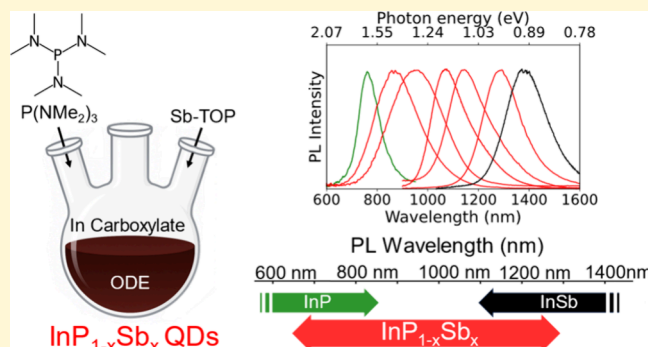 N
N P N
N
P(NMe2)3
Sb-TOP
In Carboxylate
ODE
InP1-xSbx QDs
Photon energy (eV)
2.07 1.55 1.24 1.03 0.89 0.78
PL Intensity
600 800 1000 1200 1400 1600
Wavelength (nm)
PL Wavelength (nm)
600 nm 800 nm 1000 nm 1200 nm 1400nm
InP InSb
InP1-xSbx